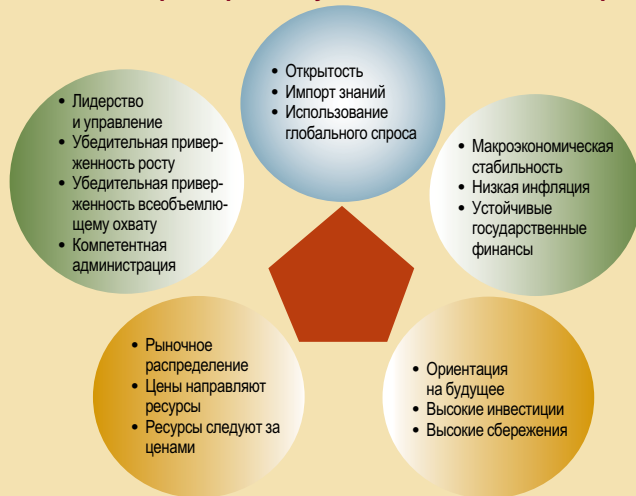 • Открытость
• Импорт знаний
• Использование
глобального спроса
• Лидерство
и управление
• Убедительная привер-
женность росту
• Убедительная привер-
женность всеобъемлю-
щему охвату
• Компетентная
администрация
• Макроэкономическая
стабильность
• Низкая инфляция
• Устойчивые
государственные
финансы
• Рыночное
распределение
• Цены направляют
ресурсы
• Ресурсы следуют за
ценами
• Ориентация
на будущее
• Высокие инвестиции
• Высокие сбережения